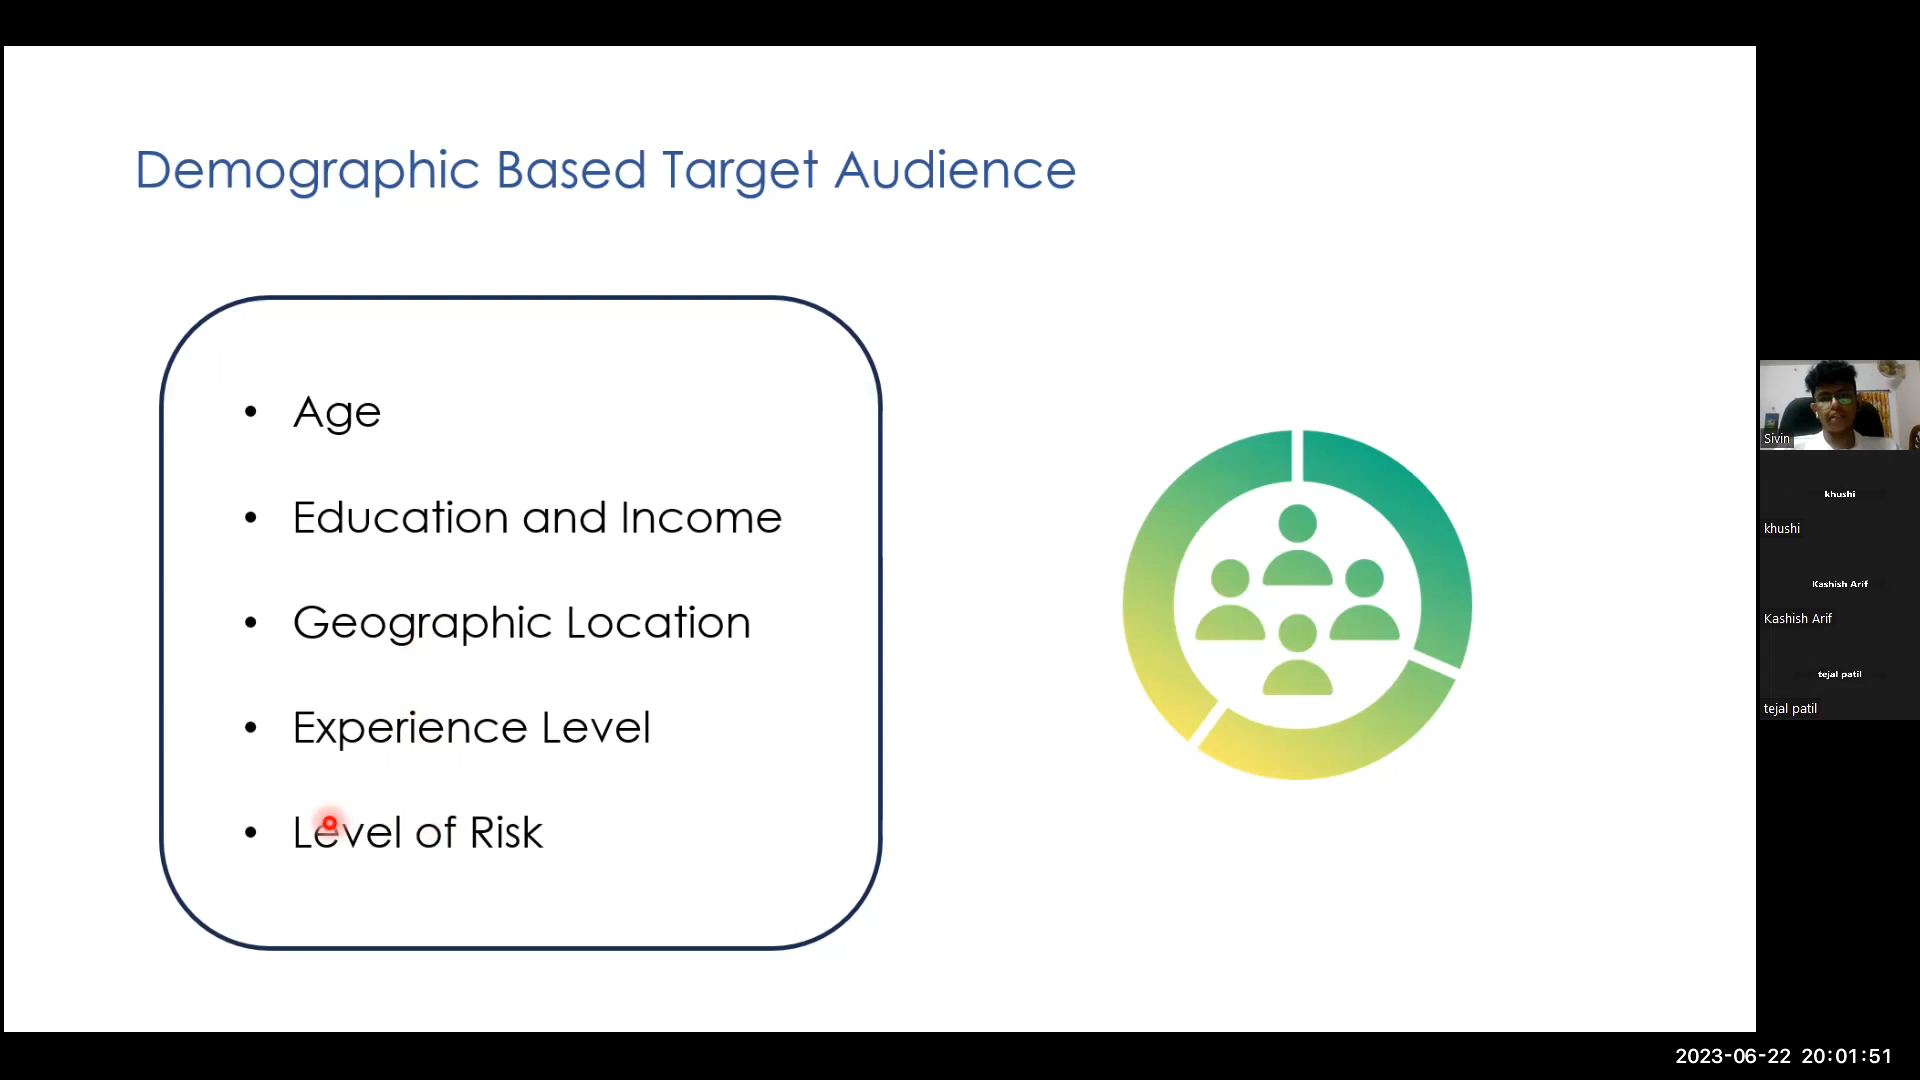 Demographic Based Target Audience
• Age
• Education and Income
• Geographic Location
• Experience Level
• Level of Risk
Sivin
khushi
khushi
Kashish Arif
Kashish Arif
tejal patil
tejal patil
2023-06-22 20:01:51